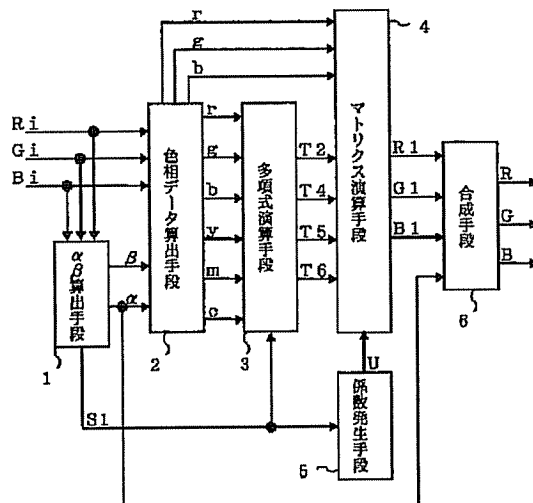 r
g
b
4
Ri
Gi
Bi
αβ算出手段
1
β
α
S1
色相データ算出手段
2
r
g
b
y
m
c
多項式演算手段
3
T2
T4
T5
T6
マトリクス演算手段
U
係数発生手段
5
R1
G1
B1
合成手段
6
R
G
B